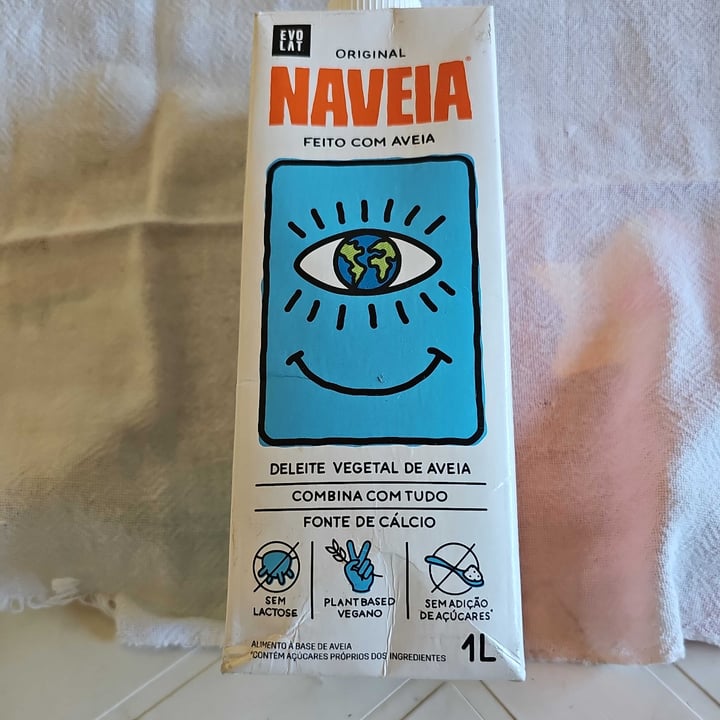 EVO
LAT
ORIGINAL
NAVEIA®
FEITO COM AVEIA
DELEITE VEGETAL DE AVEIA
COMBINA COM TUDO
FONTE DE CÁLCIO
SEM
LACTOSE
PLANT BASED
VEGANO
SEM ADIÇÃO
DE AÇÚCARES*
ALIMENTO À BASE DE AVEIA
*CONTÉM AÇÚCARES PRÓPRIOS DOS INGREDIENTES
1L